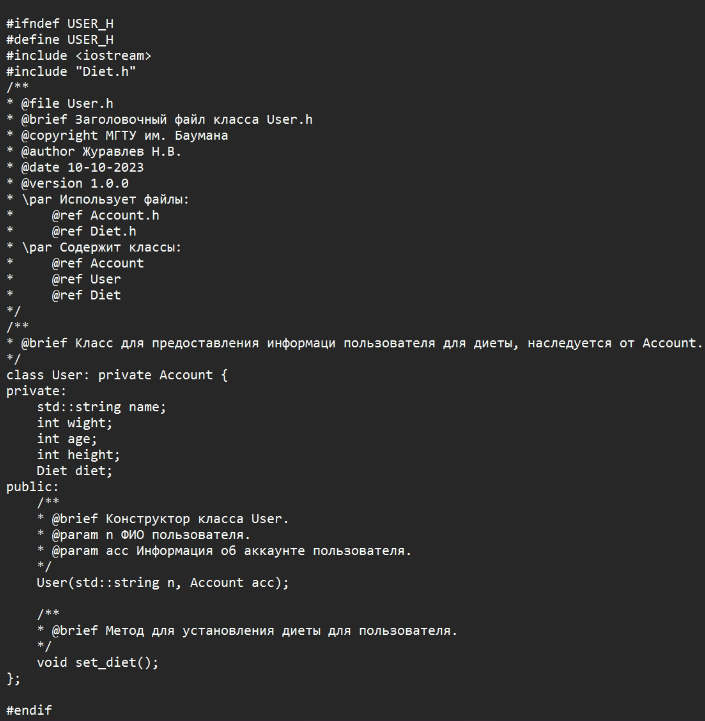 #ifndef USER_H
#define USER_H
#include <iostream>
#include "Diet.h"
/**
* @file User.h
* @brief Заголовочный файл класса User.h
* @copyright МГТУ им. Баумана
* @author Журавлев Н.В.
* @date 10-10-2023
* @version 1.0.0
* \par Использует файлы:
*     @ref Account.h
*     @ref Diet.h
* \par Содержит классы:
*     @ref Account
*     @ref User
*     @ref Diet
*/
/**
* @brief Класс для предоставления информаци пользователя для диеты, наследуется от Account.
*/
class User: private Account {
private:
    std::string name;
    int wight;
    int age;
    int height;
    Diet diet;
public:
    /**
    * @brief Конструктор класса User.
    * @param n ФИО пользователя.
    * @param acc Информация об аккаунте пользователя.
    */
    User(std::string n, Account acc);

    /**
    * @brief Метод для установления диеты для пользователя.
    */
    void set_diet();
};

#endif